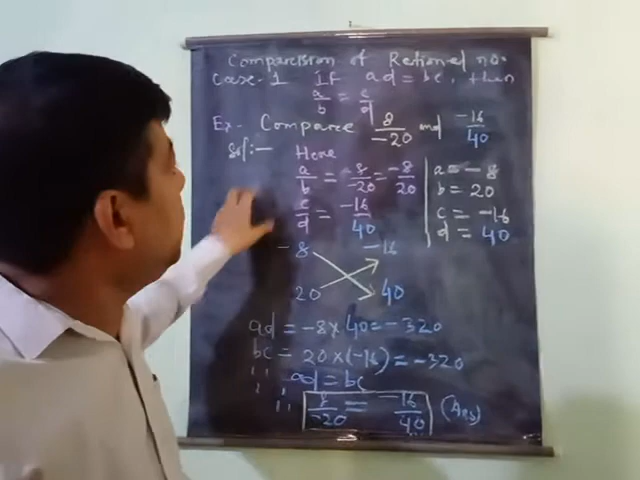 Comparcision of Rational no.
Case-1 If ad = bc, then
a/b = c/d
Ex- Compare 8/-20 and -16/40
Sol:- Here
a/b = 8/-20 = -8/20
c/d = -16/40
a = -8
b = 20
c = -16
d = 40
-8 -16
20 40
ad = -8 × 40 = -320
bc = 20 × (-16) = -320
∵ ad = bc
∴ 8/-20 = -16/40 (Ans)